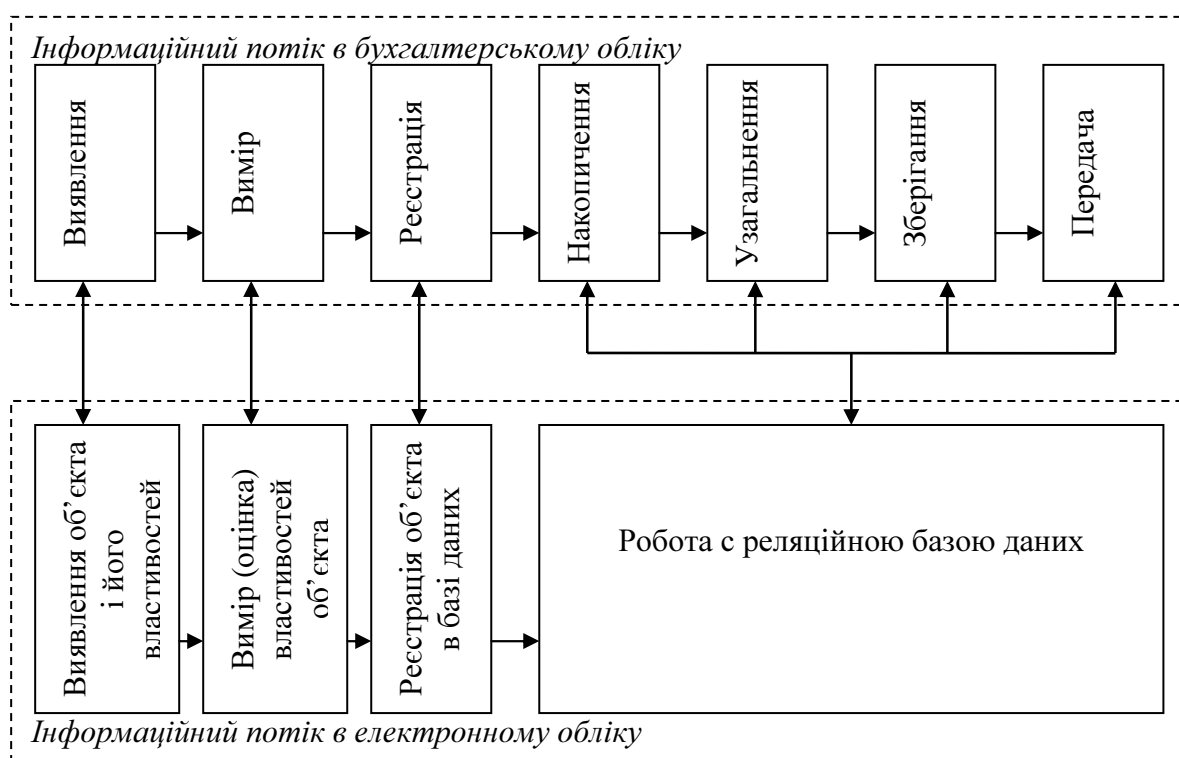 Інформаційний потік в бухгалтерському обліку
Виявлення
Вимір
Реєстрація
Накопичення
Узагальнення
Зберігання
Передача
Виявлення об’єкта
і його
властивостей
Вимір (оцінка)
властивостей
об’єкта
Реєстрація об’єкта
в базі даних
Робота с реляційною базою даних
Інформаційний потік в електронному обліку